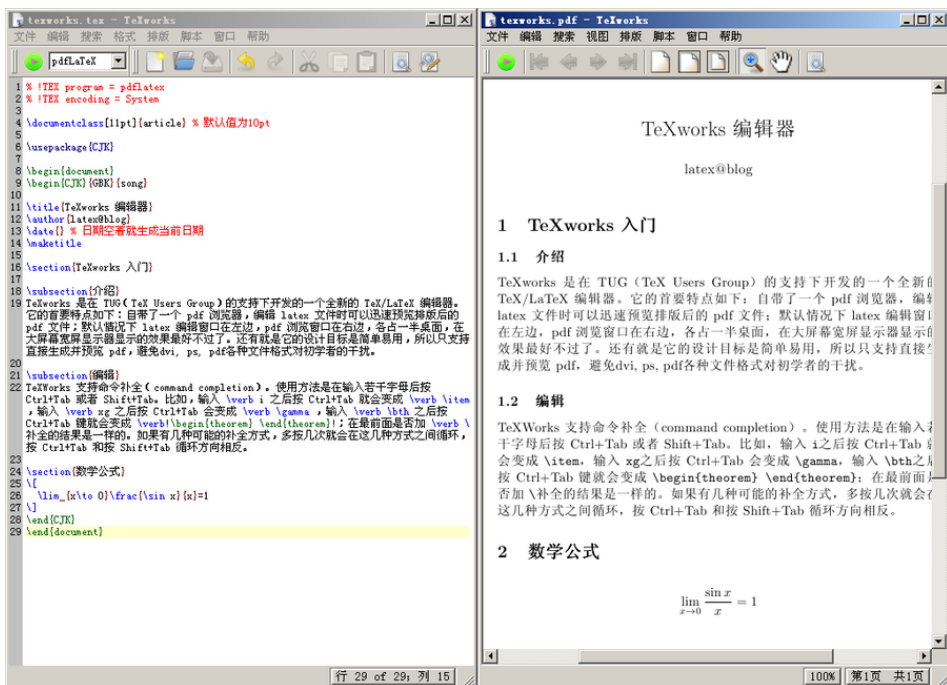 texworks.tex - TeXworks
文件 编辑 搜索 格式 排版 脚本 窗口 帮助
pdfLaTeX
1 % !TEX program = pdflatex
2 % !TEX encoding = System
3
4 \documentclass[11pt]{article} % 默认值为10pt
5
6 \usepackage{CJK}
7
8 \begin{document}
9 \begin{CJK}{GBK}{song}
10
11 \title{TeXworks 编辑器}
12 \author{latex@blog}
13 \date{} % 日期空着就生成当前日期
14 \maketitle
15
16 \section{TeXworks 入门}
17
18 \subsection{介绍}
19 TeXworks 是在 TUG(TeX Users Group)的支持下开发的一个全新的 TeX/LaTeX 编辑器。
它的首要特点如下:自带了一个 pdf 浏览器,编辑 latex 文件时可以迅速预览排版后的
pdf 文件;默认情况下 latex 编辑窗口在左边,pdf 浏览窗口在右边,各占一半桌面,在
大屏幕宽屏显示器显示的效果最好不过了。还有就是它的设计目标是简单易用,所以只支持
直接生成并预览 pdf,避免dvi, ps, pdf各种文件格式对初学者的干扰。
20
21 \subsection{编辑}
22 TeXWorks 支持命令补全(command completion)。使用方法是在输入若干字母后按
Ctrl+Tab 或者 Shift+Tab。比如,输入 \verb i 之后按 Ctrl+Tab 就会变成 \verb \item
,输入 \verb xg 之后按 Ctrl+Tab 会变成 \verb \gamma ,输入 \verb \bth 之后按
Ctrl+Tab 键就会变成 \verb!\begin{theorem} \end{theorem}!;在最前面是否加 \verb \
补全的结果是一样的。如果有几种可能的补全方式,多按几次就会在这几种方式之间循环,
按 Ctrl+Tab 和按 Shift+Tab 循环方向相反。
23
24 \section{数学公式}
25 \[
26 \lim_{x\to 0}\frac{\sin x}{x}=1
27 \]
28 \end{CJK}
29 \end{document}
行 29 of 29; 列 15
texworks.pdf - TeXworks
文件 编辑 搜索 视图 排版 脚本 窗口 帮助
TeXworks 编辑器
latex@blog
1 TeXworks 入门
1.1 介绍
TeXworks 是在 TUG(TeX Users Group)的支持下开发的一个全新的
TeX/LaTeX 编辑器。它的首要特点如下:自带了一个 pdf 浏览器,编辑
latex 文件时可以迅速预览排版后的 pdf 文件;默认情况下 latex 编辑窗口
在左边,pdf 浏览窗口在右边,各占一半桌面,在大屏幕宽屏显示器显示的
效果最好不过了。还有就是它的设计目标是简单易用,所以只支持直接生
成并预览 pdf,避免dvi, ps, pdf各种文件格式对初学者的干扰。
1.2 编辑
TeXWorks 支持命令补全(command completion)。使用方法是在输入若
干字母后按 Ctrl+Tab 或者 Shift+Tab。比如,输入 i之后按 Ctrl+Tab 就
会变成 \item,输入 xg之后按 Ctrl+Tab 会变成 \gamma,输入 \bth之后
按 Ctrl+Tab 键就会变成 \begin{theorem} \end{theorem};在最前面是
否加 \补全的结果是一样的。如果有几种可能的补全方式,多按几次就会在
这几种方式之间循环,按 Ctrl+Tab 和按 Shift+Tab 循环方向相反。
2 数学公式
lim x→0 sin x / x = 1
100% 第1页 共1页